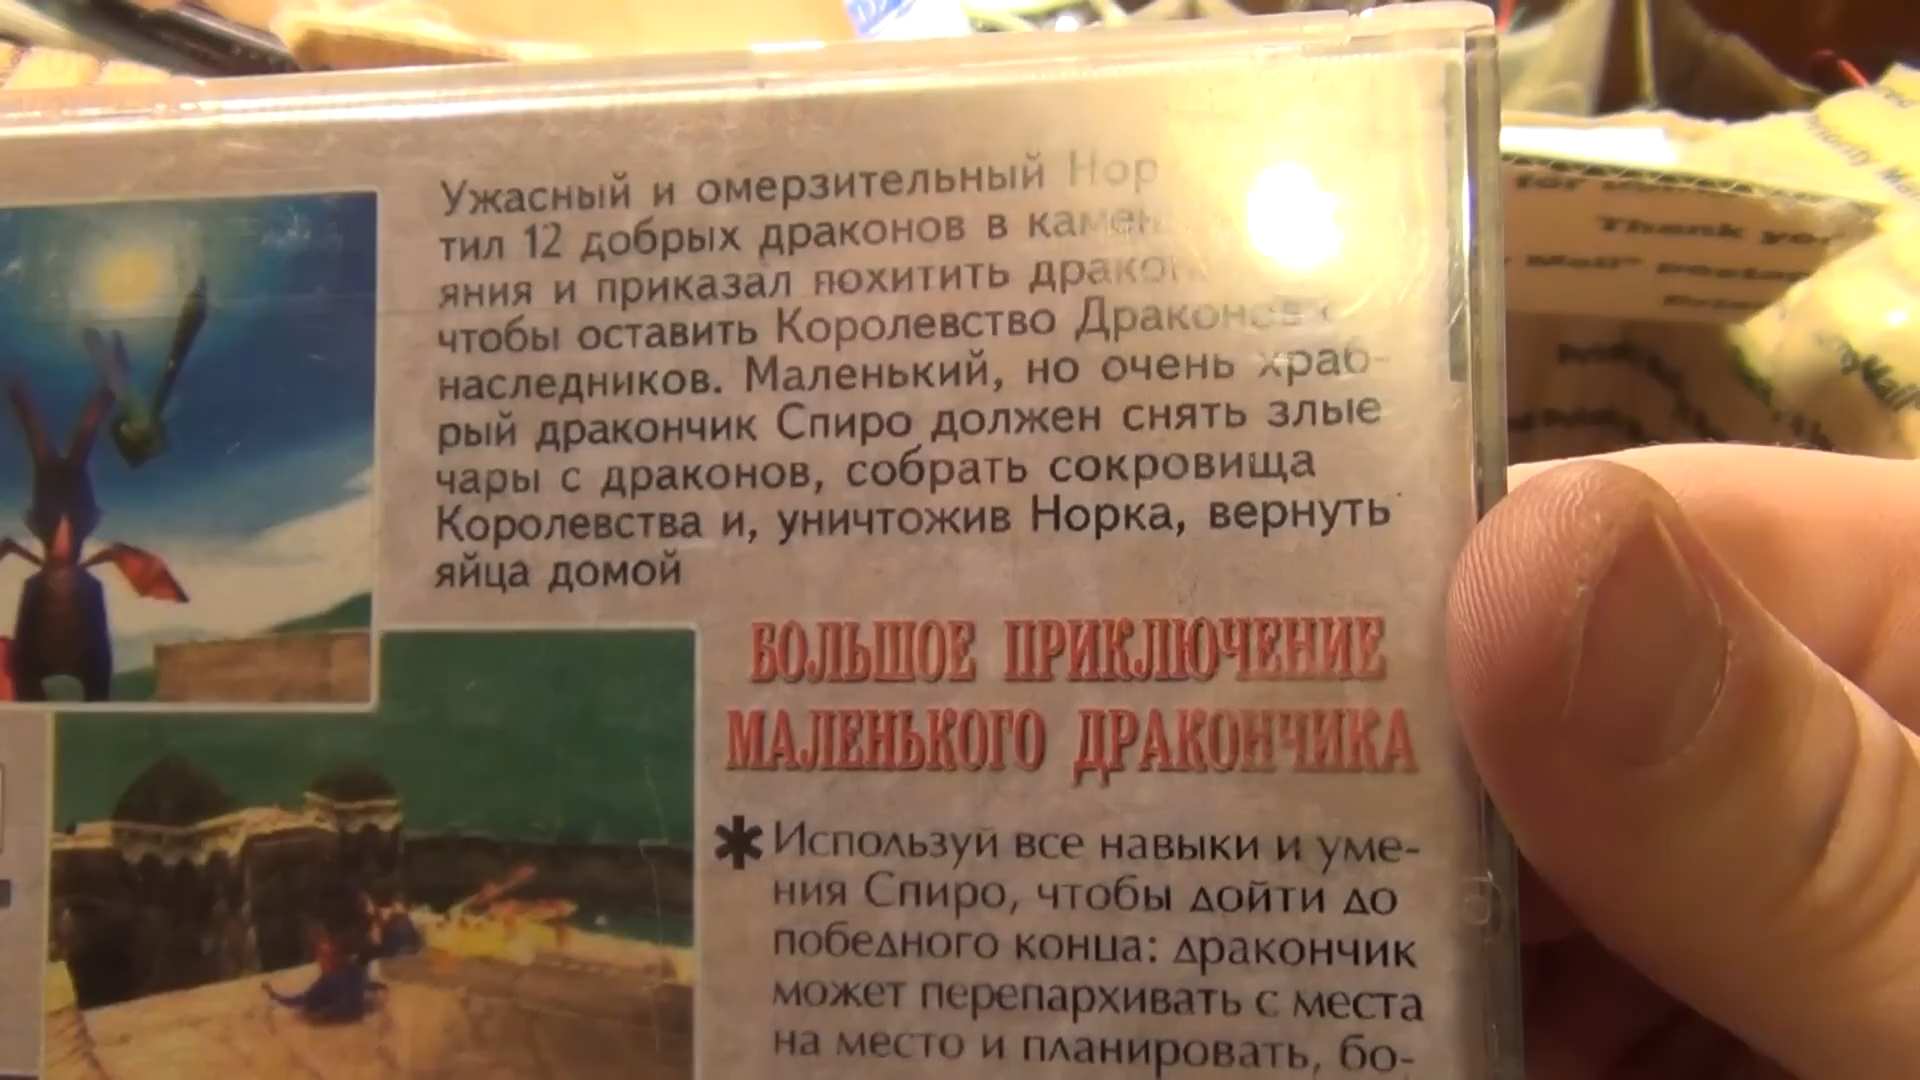 Ужасный и омерзительный
тил 12 добрых драконов в
яния и приказал похитить
чтобы оставить Королевство Драконов
наследников. Маленький, но очень храб-
рый дракончик Спиро должен снять злые
чары с драконов, собрать сокровища
Королевства и, уничтожив Норка, вернуть
яйца домой
БОЛЬШОЕ ПРИКЛЮЧЕНИЕ
МАЛЕНЬКОГО ДРАКОНЧИКА
* Используй все навыки и уме-
ния Спиро, чтобы дойти до
победного конца: дракончик
может перепархивать с места
на место и планировать, бо-
Thank